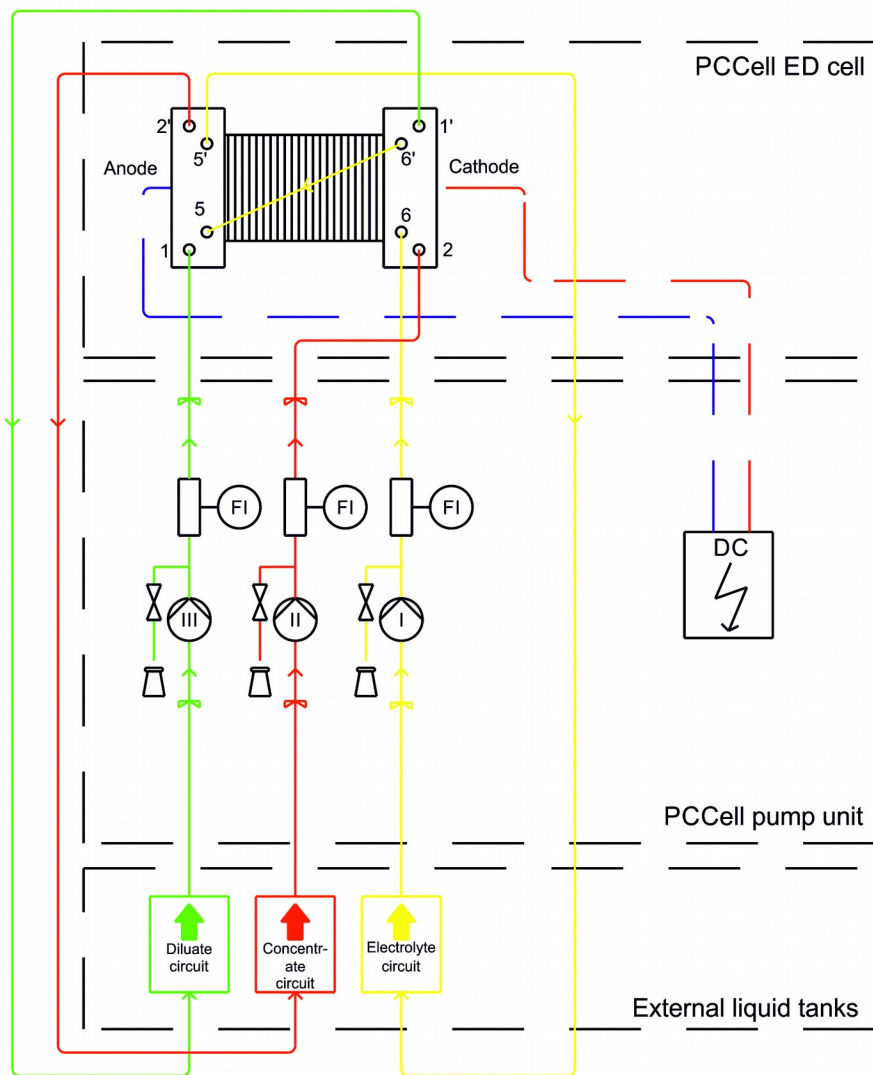 PCCell ED cell
2'
1'
5'
6'
Anode
Cathode
5
6
1
2
FI
FI
FI
DC
III
II
I
PCCell pump unit
Diluate
circuit
Concentr-
ate
circuit
Electrolyte
circuit
External liquid tanks